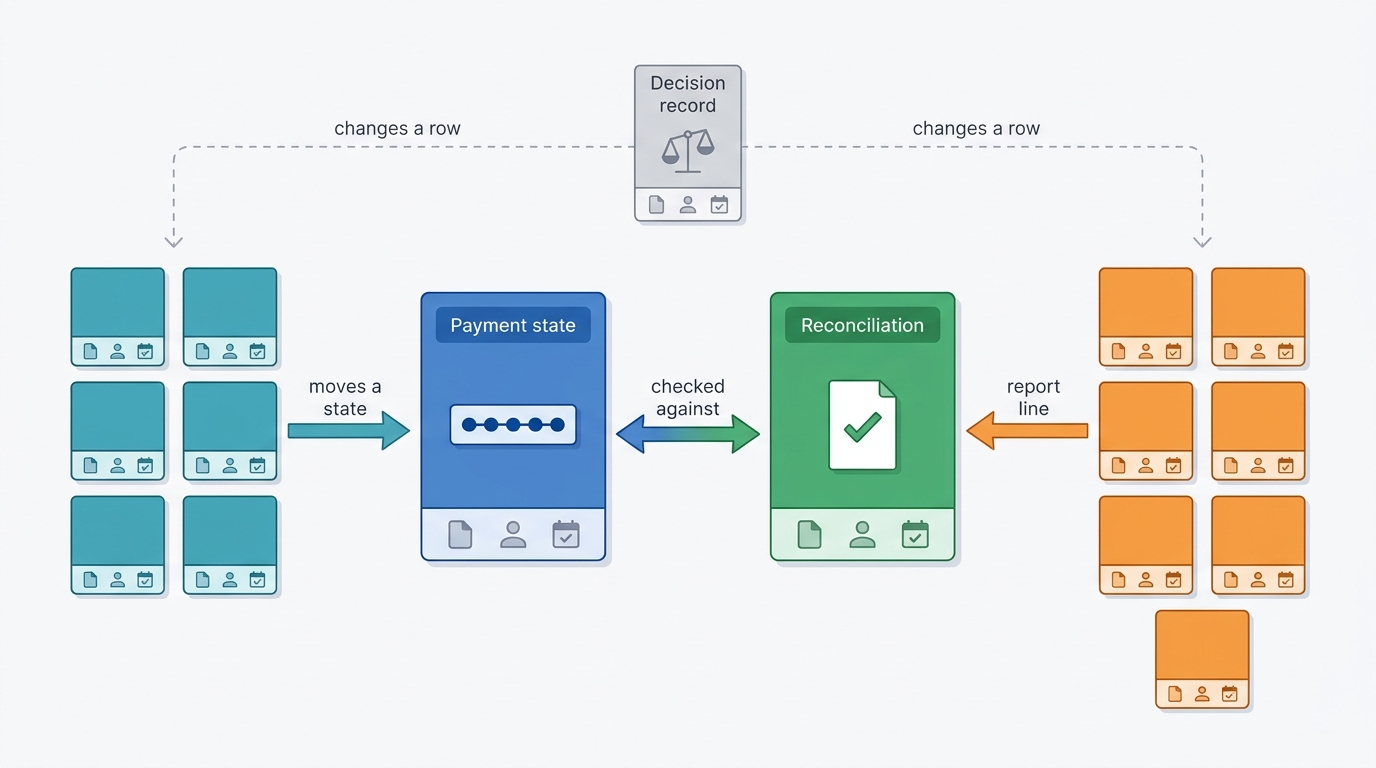 Decision
record
changes a row
changes a row
Payment state
Reconciliation
moves a
state
checked
against
report
line